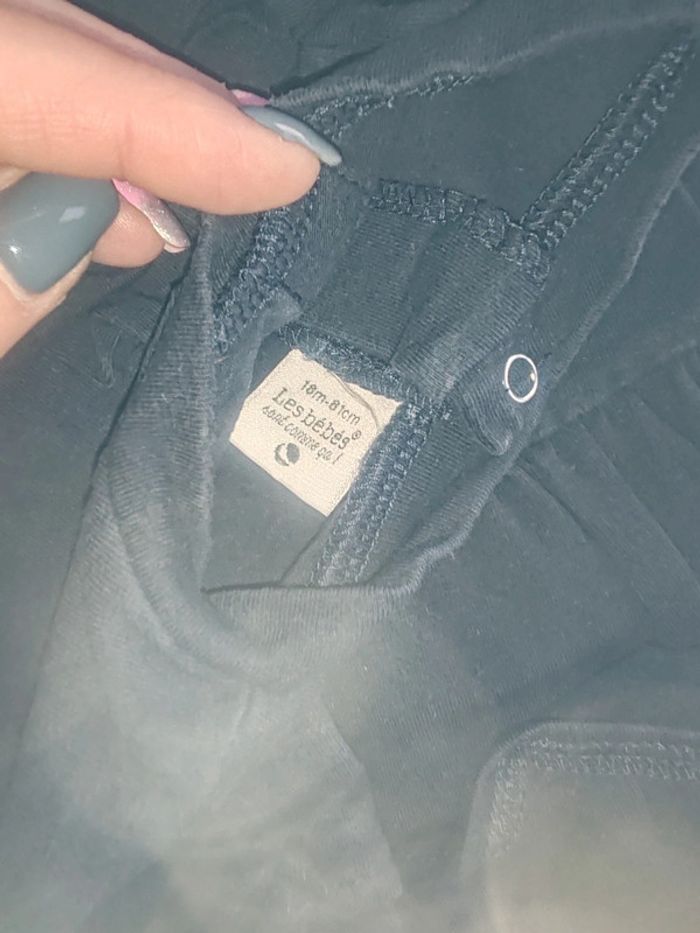 18m-81cm
Les bébés®
sont comme ça !